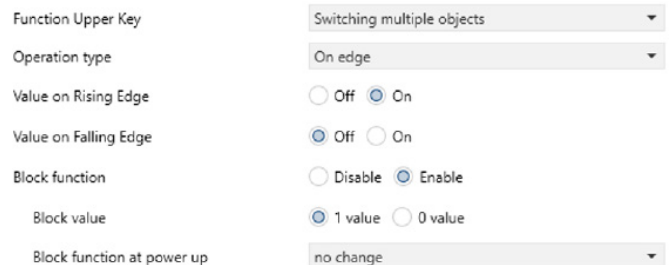 Function Upper Key Switching multiple objects
Operation type On edge
Value on Rising Edge Off On
Value on Falling Edge Off On
Block function Disable Enable
Block value 1 value 0 value
Block function at power up no change